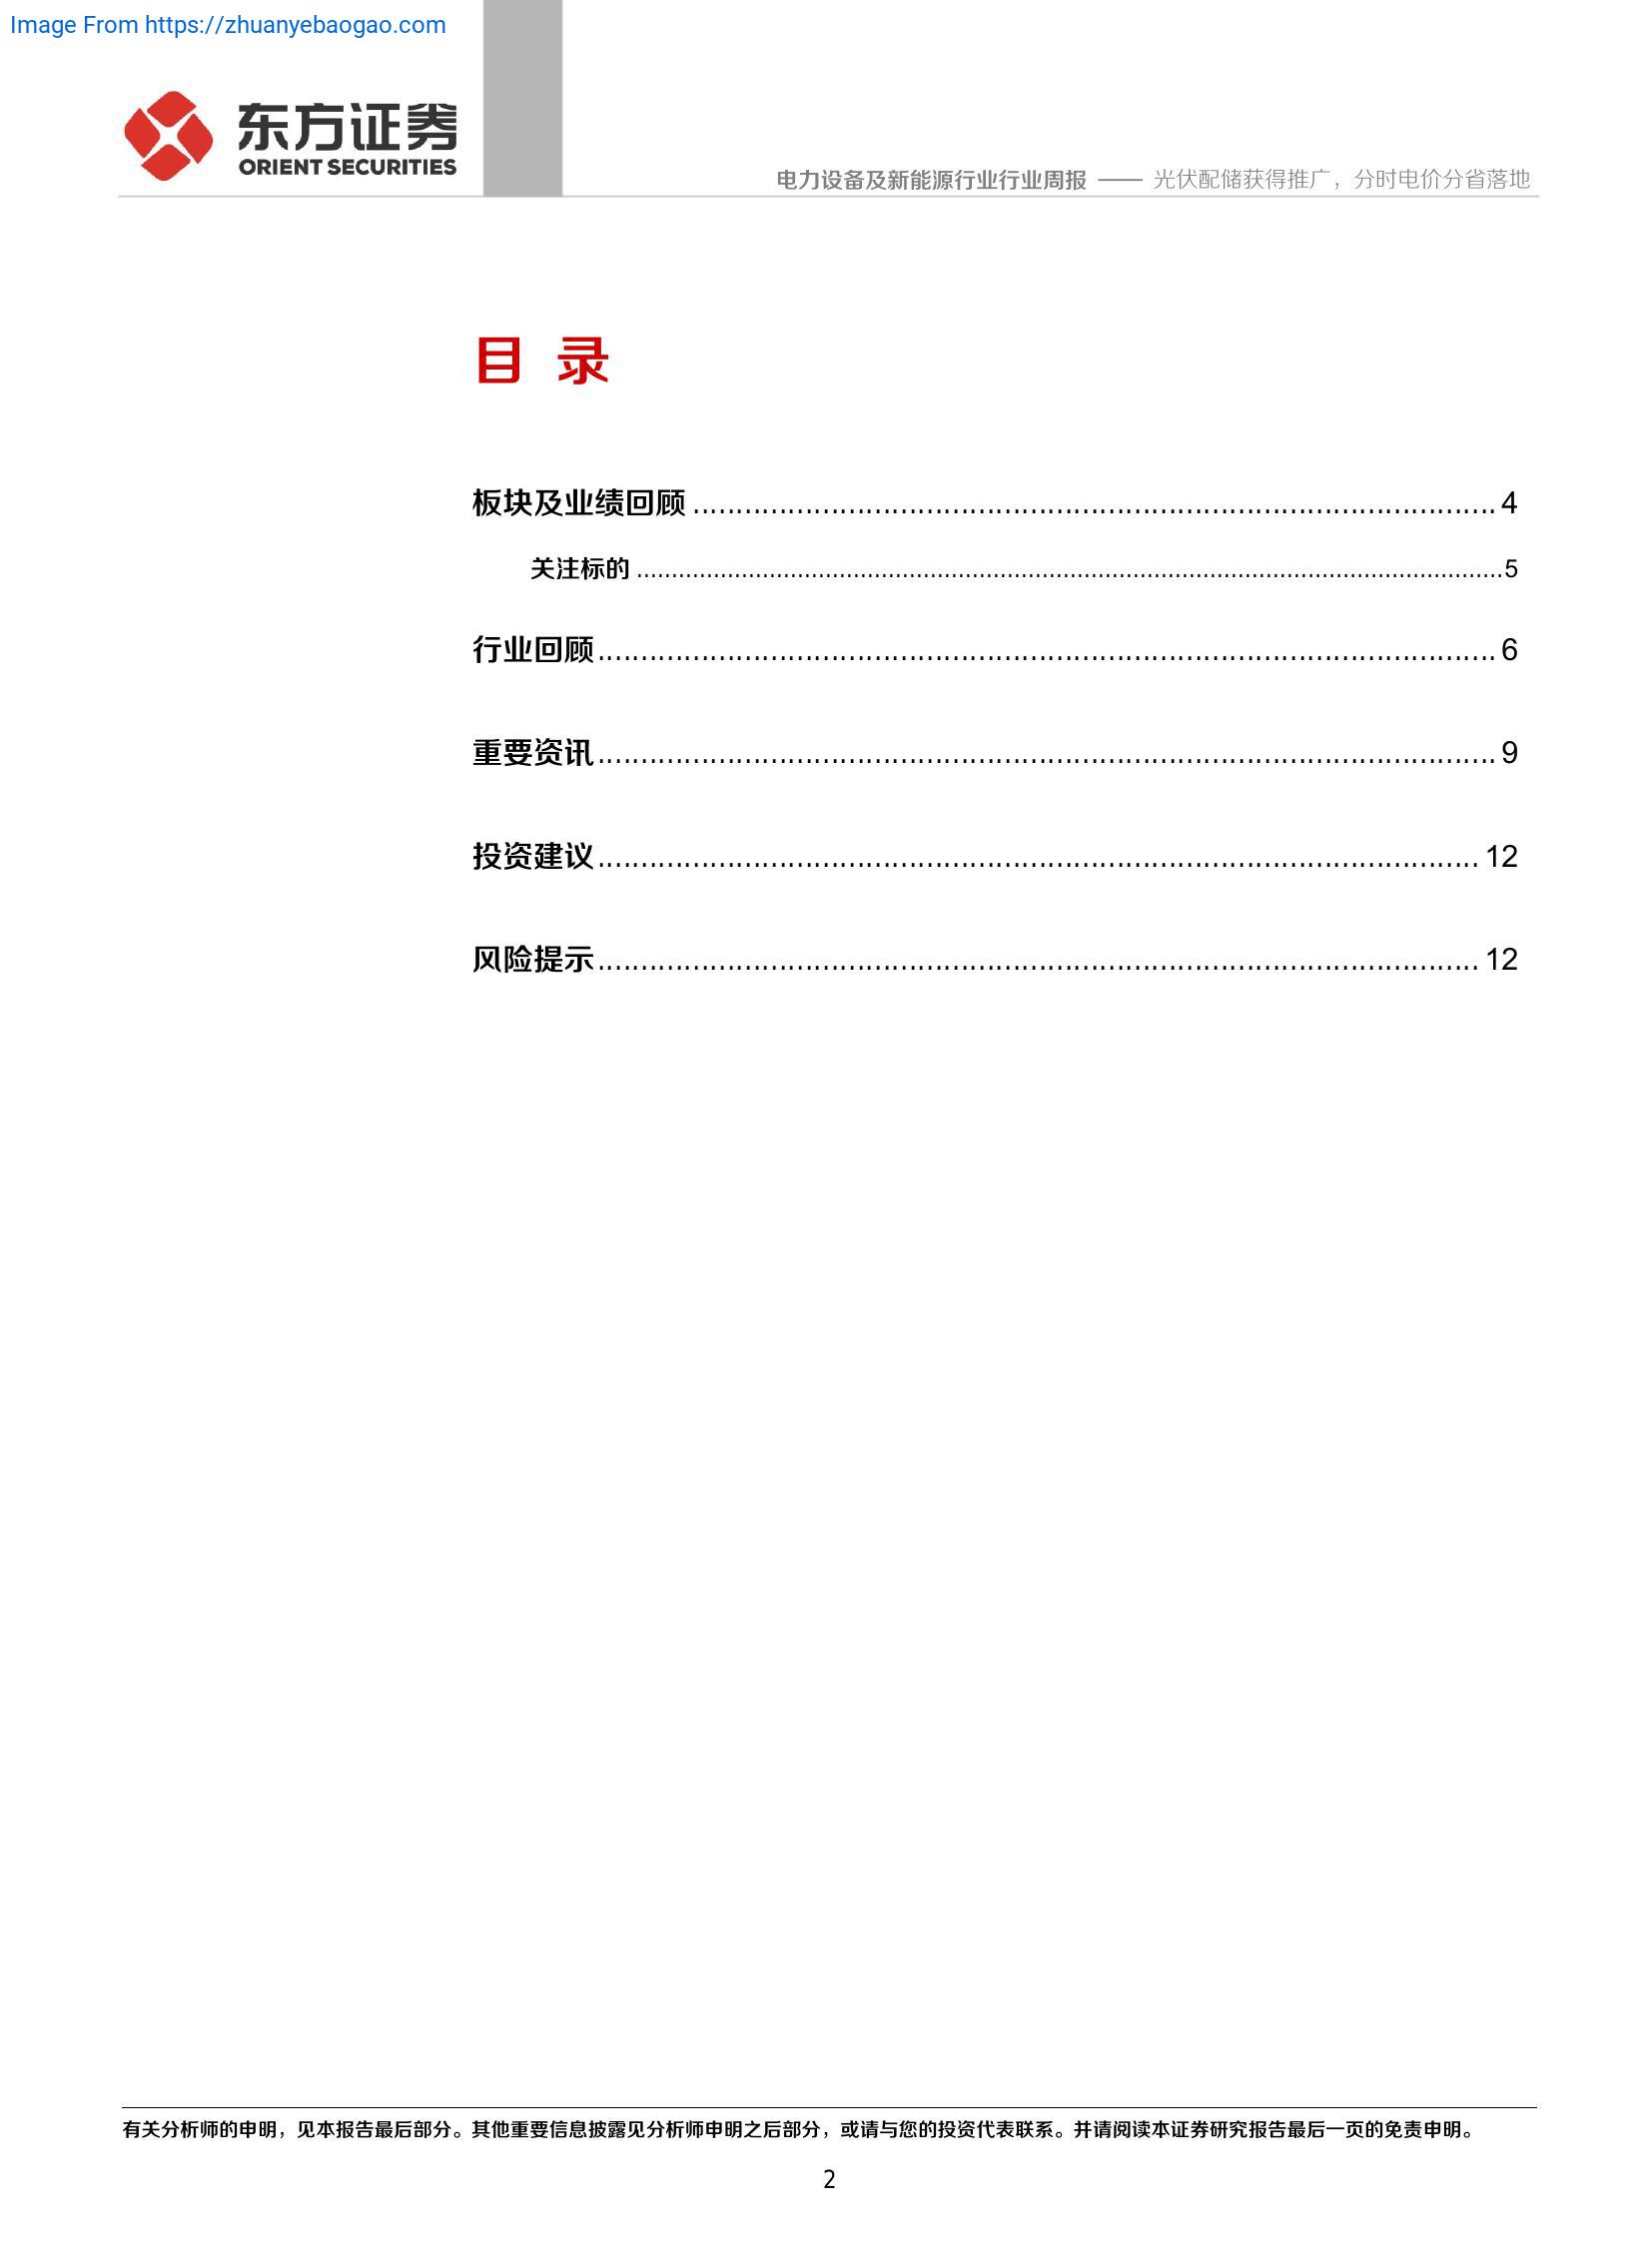 Image From https://zhuanyebaogao.com
东方证券
ORIENT SECURITIES
电力设备及新能源行业行业周报 —— 光伏配储获得推广，分时电价分省落地
目 录
板块及业绩回顾 ........................................................................ 4
关注标的 ........................................................................ 5
行业回顾 ........................................................................ 6
重要资讯 ........................................................................ 9
投资建议 ........................................................................ 12
风险提示 ........................................................................ 12
有关分析师的申明，见本报告最后部分。其他重要信息披露见分析师申明之后部分，或请与您的投资代表联系。并请阅读本证券研究报告最后一页的免责申明。
2